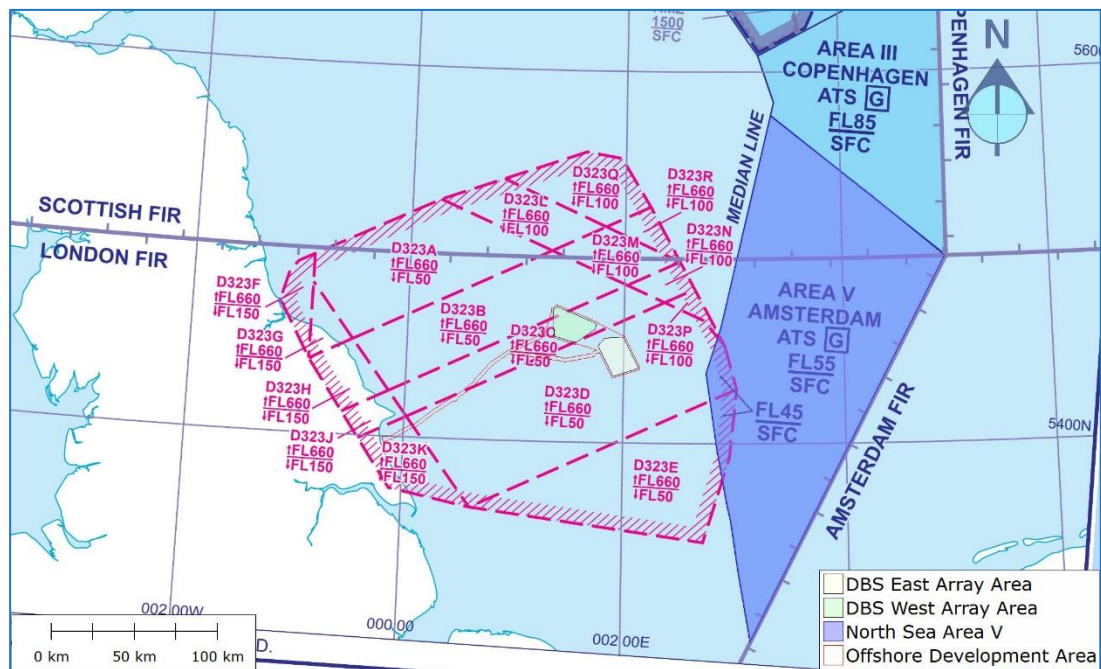 1500
SFC
AREA III
COPENHAGEN
ATS G
FL85
SFC
PENHAGEN FIR
N
5600
MEDIAN LINE
SCOTTISH FIR
LONDON FIR
D323Q
↑FL660
↓FL100
D323R
↑FL660
↓FL100
D323L
↑FL660
↓FL100
D323N
↑FL660
↓FL100
D323M
↑FL660
↓FL100
D323A
↑FL660
↓FL50
D323F
↑FL660
↓FL150
D323B
↑FL660
↓FL50
D323G
↑FL660
↓FL150
↑FL660
↓FL50
D323P
↑FL660
↓FL100
AREA V
AMSTERDAM
ATS G
FL55
SFC
D323H
↑FL660
↓FL150
D323D
↑FL660
↓FL50
FL45
SFC
D323J
↑FL660
↓FL150
D323K
↑FL660
↓FL150
D323E
↑FL660
↓FL50
5400N
AMSTERDAM FIR
002.00W
000.00
002.00E
D.
0 km
50 km
100 km
DBS East Array Area
DBS West Array Area
North Sea Area V
Offshore Development Area